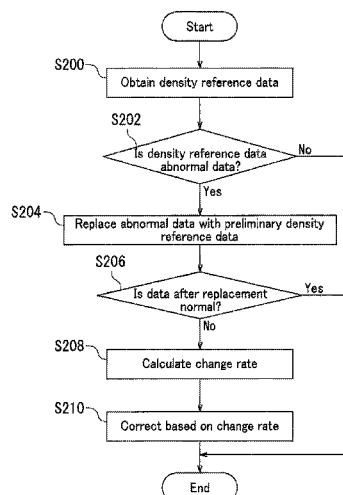 Start
S200
Obtain density reference data
S202
Is density reference data
abnormal data?
No
Yes
S204
Replace abnormal data with preliminary density
reference data
S206
Is data after replacement
normal?
Yes
No
S208
Calculate change rate
S210
Correct based on change rate
End